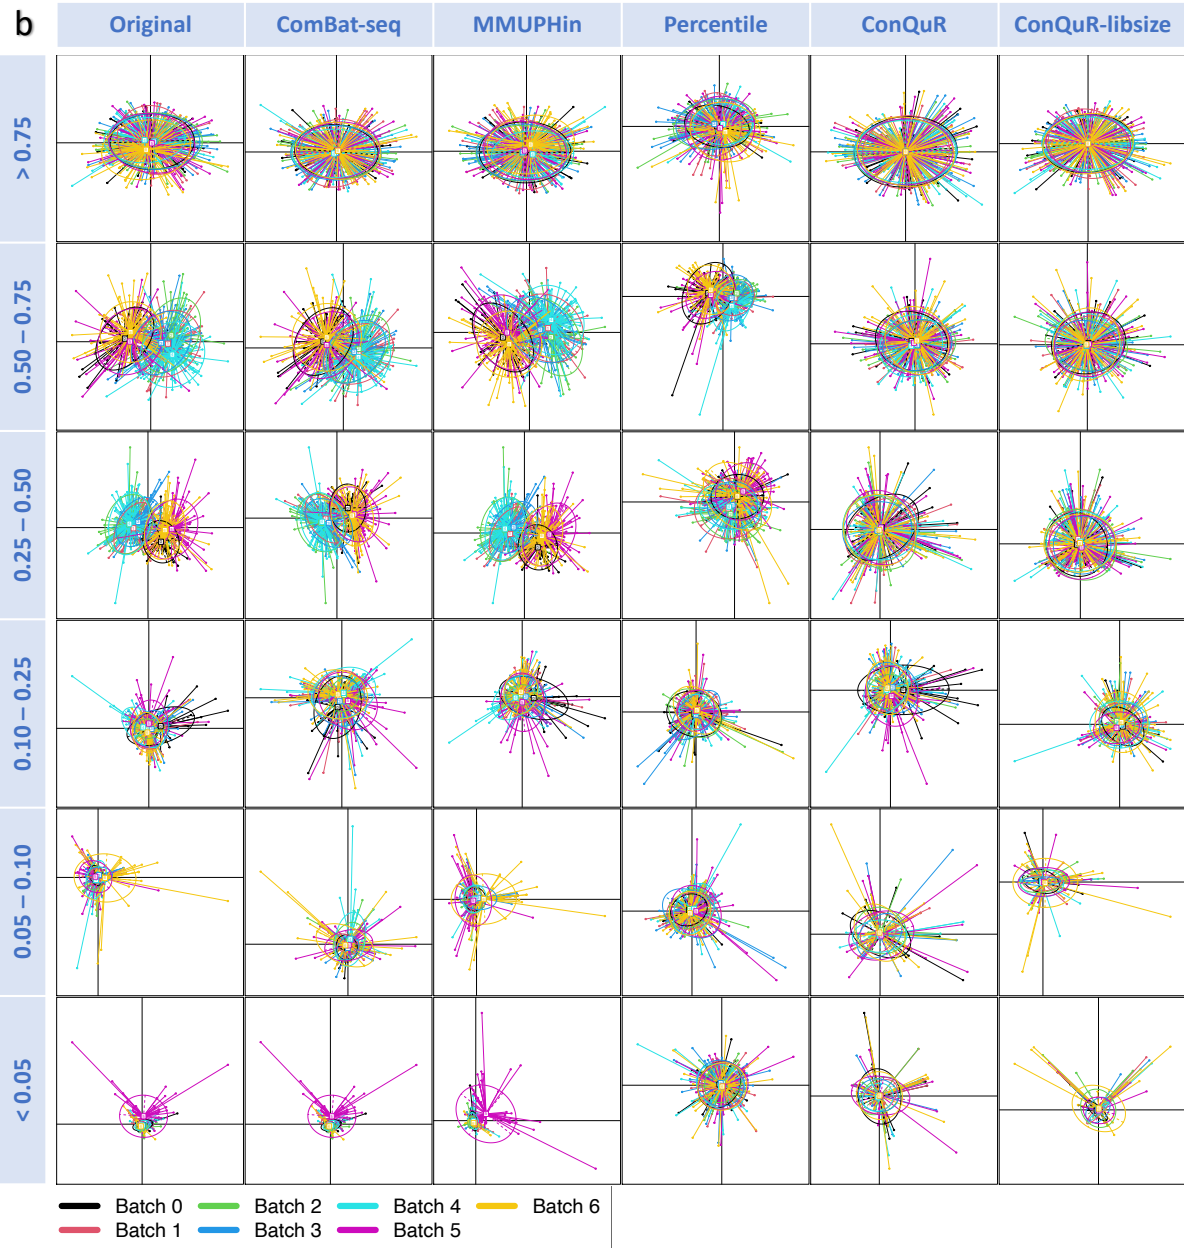 b
Original ComBat-seq MMUPHin Percentile ConQuR ConQuR-libsize
> 0.75
0.50 – 0.75
0.25 – 0.50
0.10 – 0.25
0.05 – 0.10
< 0.05
Batch 0 Batch 2 Batch 4 Batch 6
Batch 1 Batch 3 Batch 5